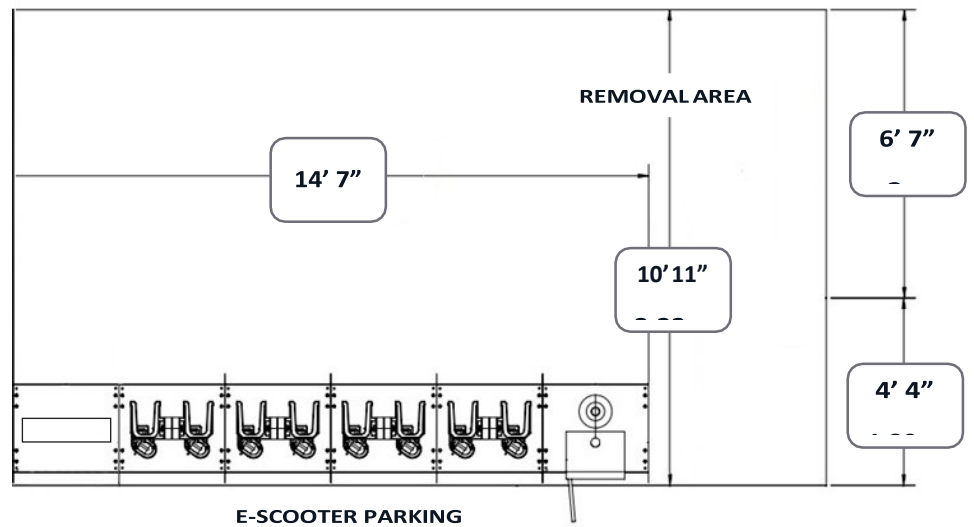 REMOVAL AREA
6’ 7”
14’ 7”
10’ 11”
4’ 4”
E-SCOOTER PARKING